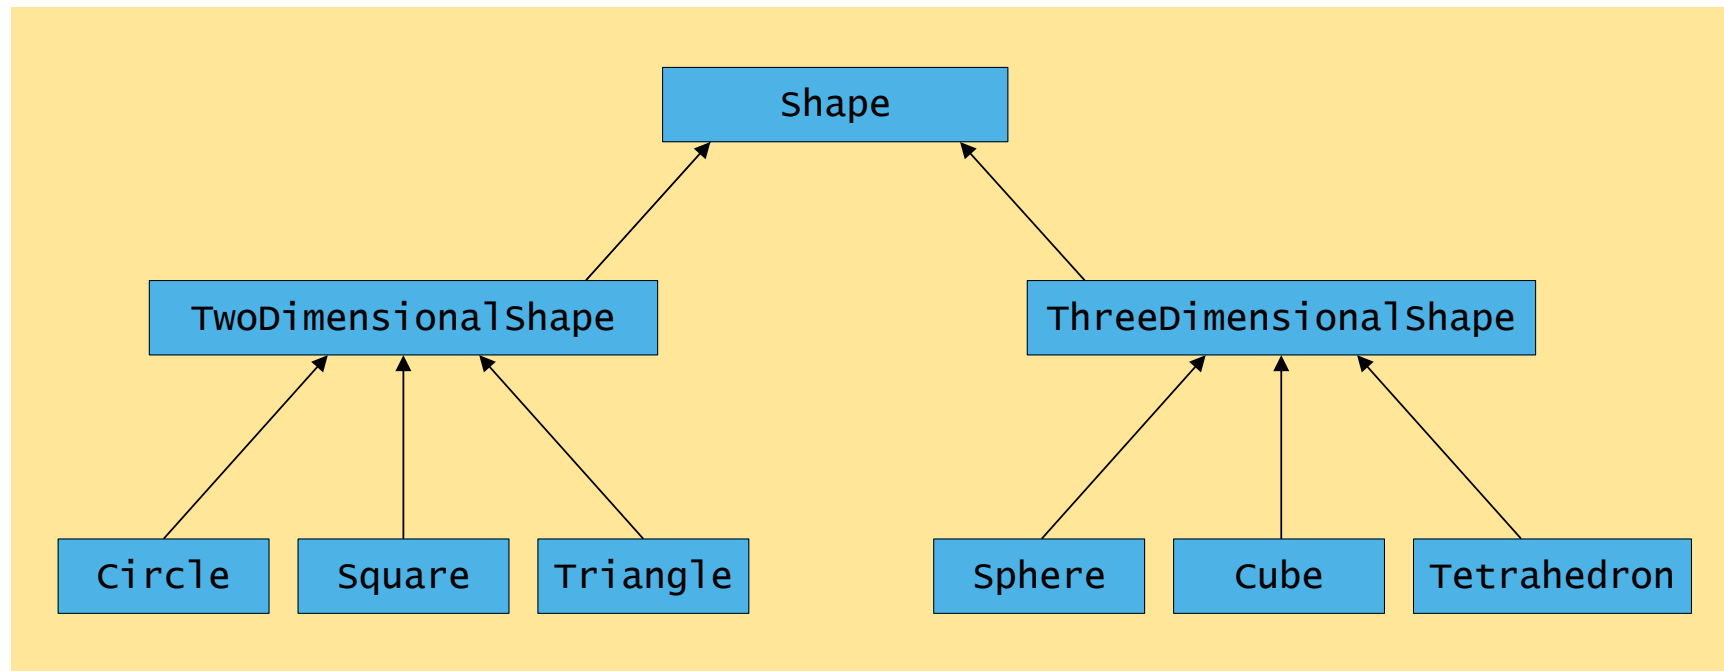 Shape
TwoDimensionalShape
ThreeDimensionalShape
Circle
Square
Triangle
Sphere
Cube
Tetrahedron